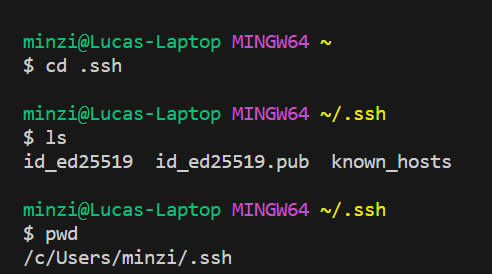 minzi@Lucas-Laptop MINGW64 ~
$ cd .ssh
minzi@Lucas-Laptop MINGW64 ~/.ssh
$ ls
id_ed25519  id_ed25519.pub  known_hosts
minzi@Lucas-Laptop MINGW64 ~/.ssh
$ pwd
/c/Users/minzi/.ssh